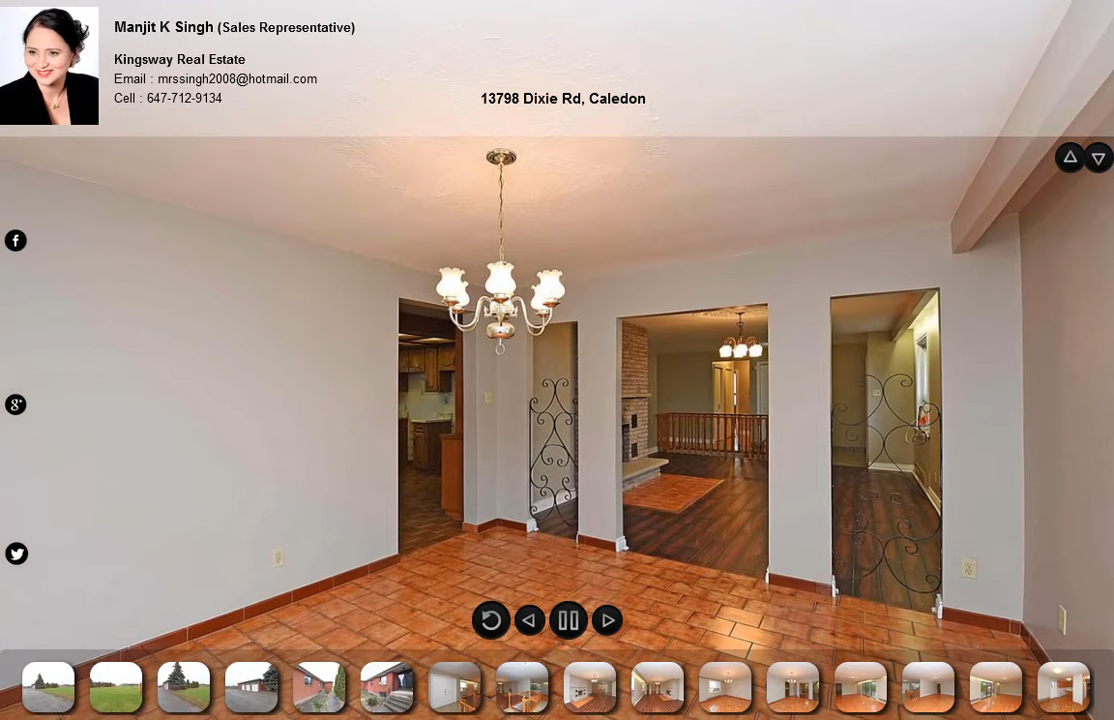 Manjit K Singh (Sales Representative)
Kingsway Real Estate
Email : mrssingh2008@hotmail.com
Cell : 647-712-9134
13798 Dixie Rd, Caledon